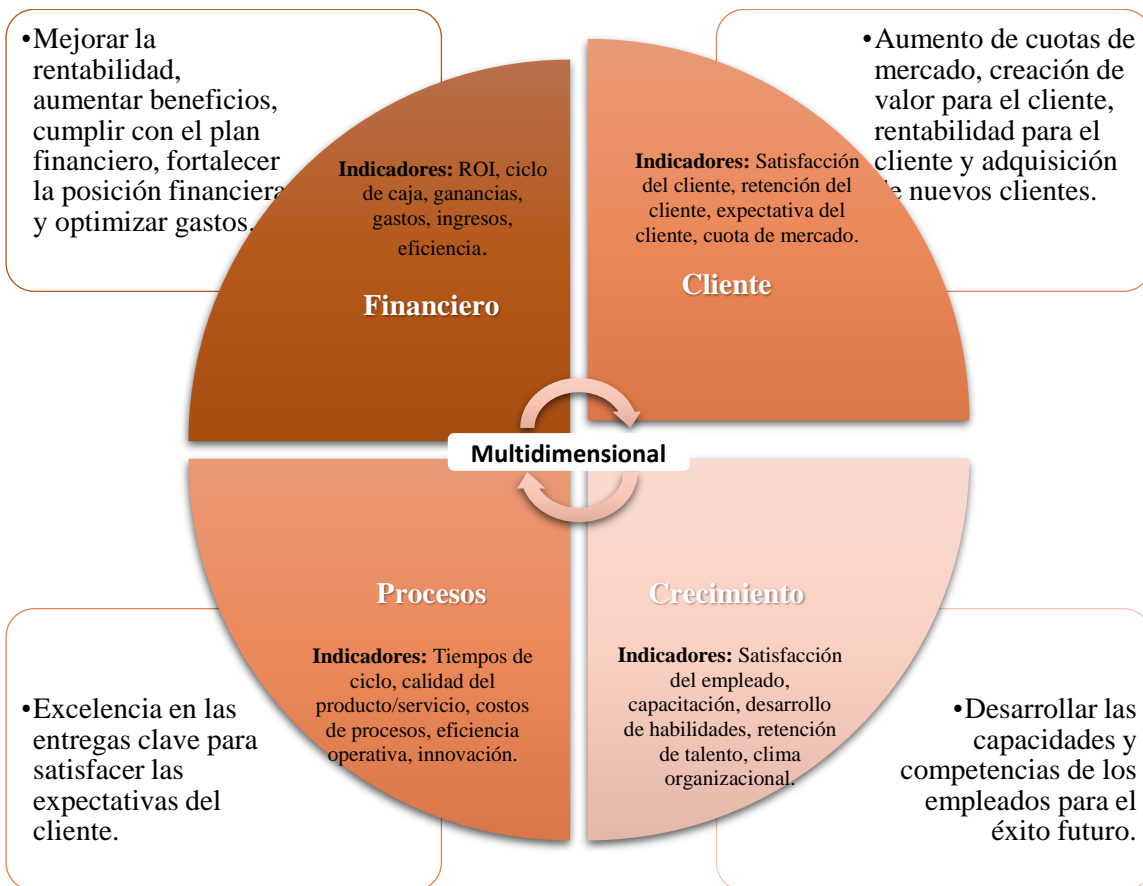 •Mejorar la
rentabilidad,
aumentar beneficios,
cumplir con el plan
financiero, fortalecer
la posición financiera
y optimizar gastos.
Indicadores: ROI, ciclo
de caja, ganancias,
gastos, ingresos,
eficiencia.
Financiero
Indicadores: Satisfacción
del cliente, retención del
cliente, expectativa del
cliente, cuota de mercado.
Cliente
•Aumento de cuotas de
mercado, creación de
valor para el cliente,
rentabilidad para el
cliente y adquisición
de nuevos clientes.
Multidimensional
•Excelencia en las
entregas clave para
satisfacer las
expectativas del
cliente.
Procesos
Indicadores: Tiempos de
ciclo, calidad del
producto/servicio, costos
de procesos, eficiencia
operativa, innovación.
Crecimiento
Indicadores: Satisfacción
del empleado,
capacitación, desarrollo
de habilidades, retención
de talento, clima
organizacional.
•Desarrollar las
capacidades y
competencias de los
empleados para el
éxito futuro.